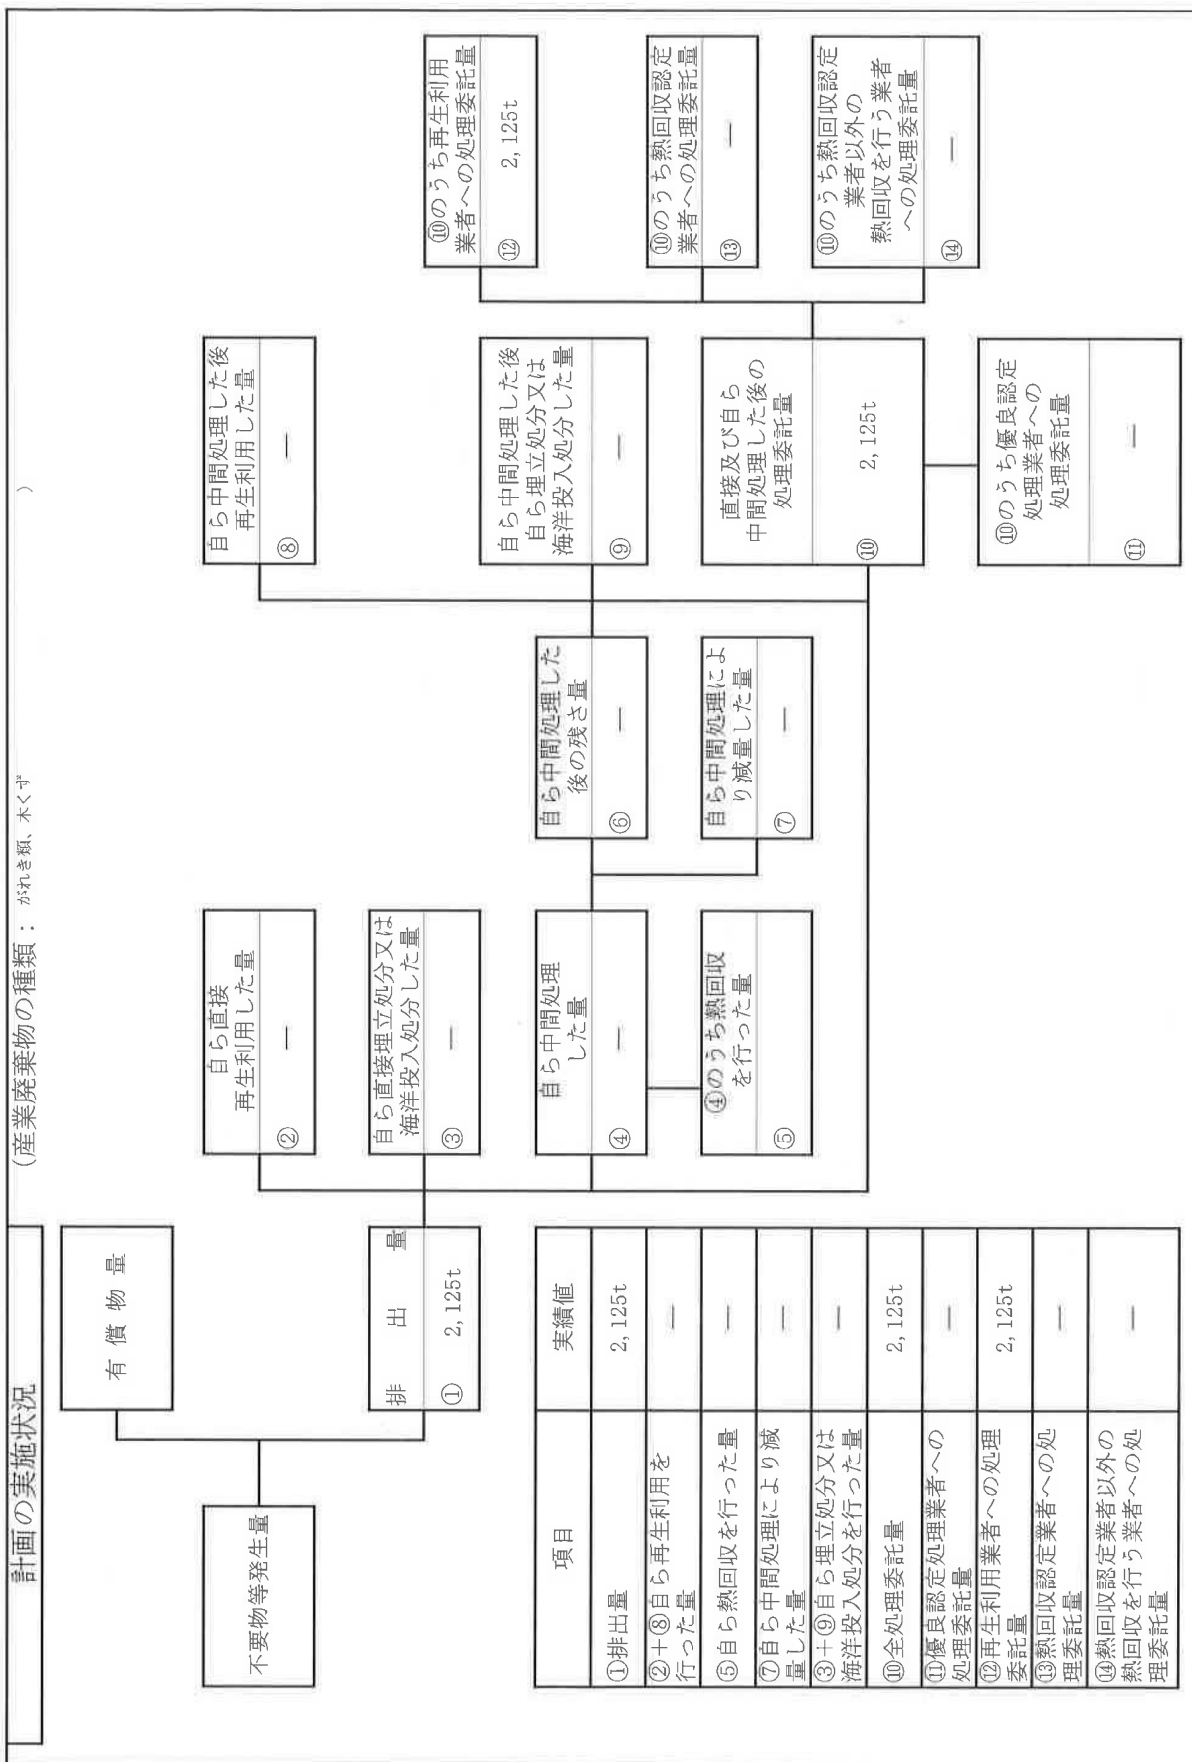 計画の実施状況
(産業廃棄物の種類： がれき類、木くず ）
不要物等発生量
有 償 物 量
排 出 量
① 2,125t
自ら直接
再生利用した量
② ―
自ら直接埋立処分又は
海洋投入処分した量
③ ―
自ら中間処理
した量
④ ―
④のうち熱回収
を行った量
⑤
自ら中間処理した
後の残さ量
⑥ ―
自ら中間処理によ
り減量した量
⑦ ―
自ら中間処理した後
再生利用した量
⑧ ―
自ら中間処理した後
自ら埋立処分又は
海洋投入処分した量
⑨ ―
直接及び自ら
中間処理した後の
処理委託量
⑩ 2,125t
⑩のうち優良認定
処理業者への
処理委託量
⑪ ―
⑩のうち再生利用
業者への処理委託量
⑫ 2,125t
⑩のうち熱回収認定
業者への処理委託量
⑬ ―
⑩のうち熱回収認定
業者以外の
熱回収を行う業者
への処理委託量
⑭ ―
項目 実績値
①排出量 2,125t
②＋⑧自ら再生利用を
行った量 ―
⑤自ら熱回収を行った量 ―
⑦自ら中間処理により減
量した量 ―
③＋⑨自ら埋立処分又は
海洋投入処分を行った量 ―
⑩全処理委託量 2,125t
⑪優良認定処理業者への
処理委託量 ―
⑫再生利用業者への処理
委託量 2,125t
⑬熱回収認定業者への処
理委託量 ―
⑭熱回収認定業者以外の
熱回収を行う業者への処
理委託量 ―